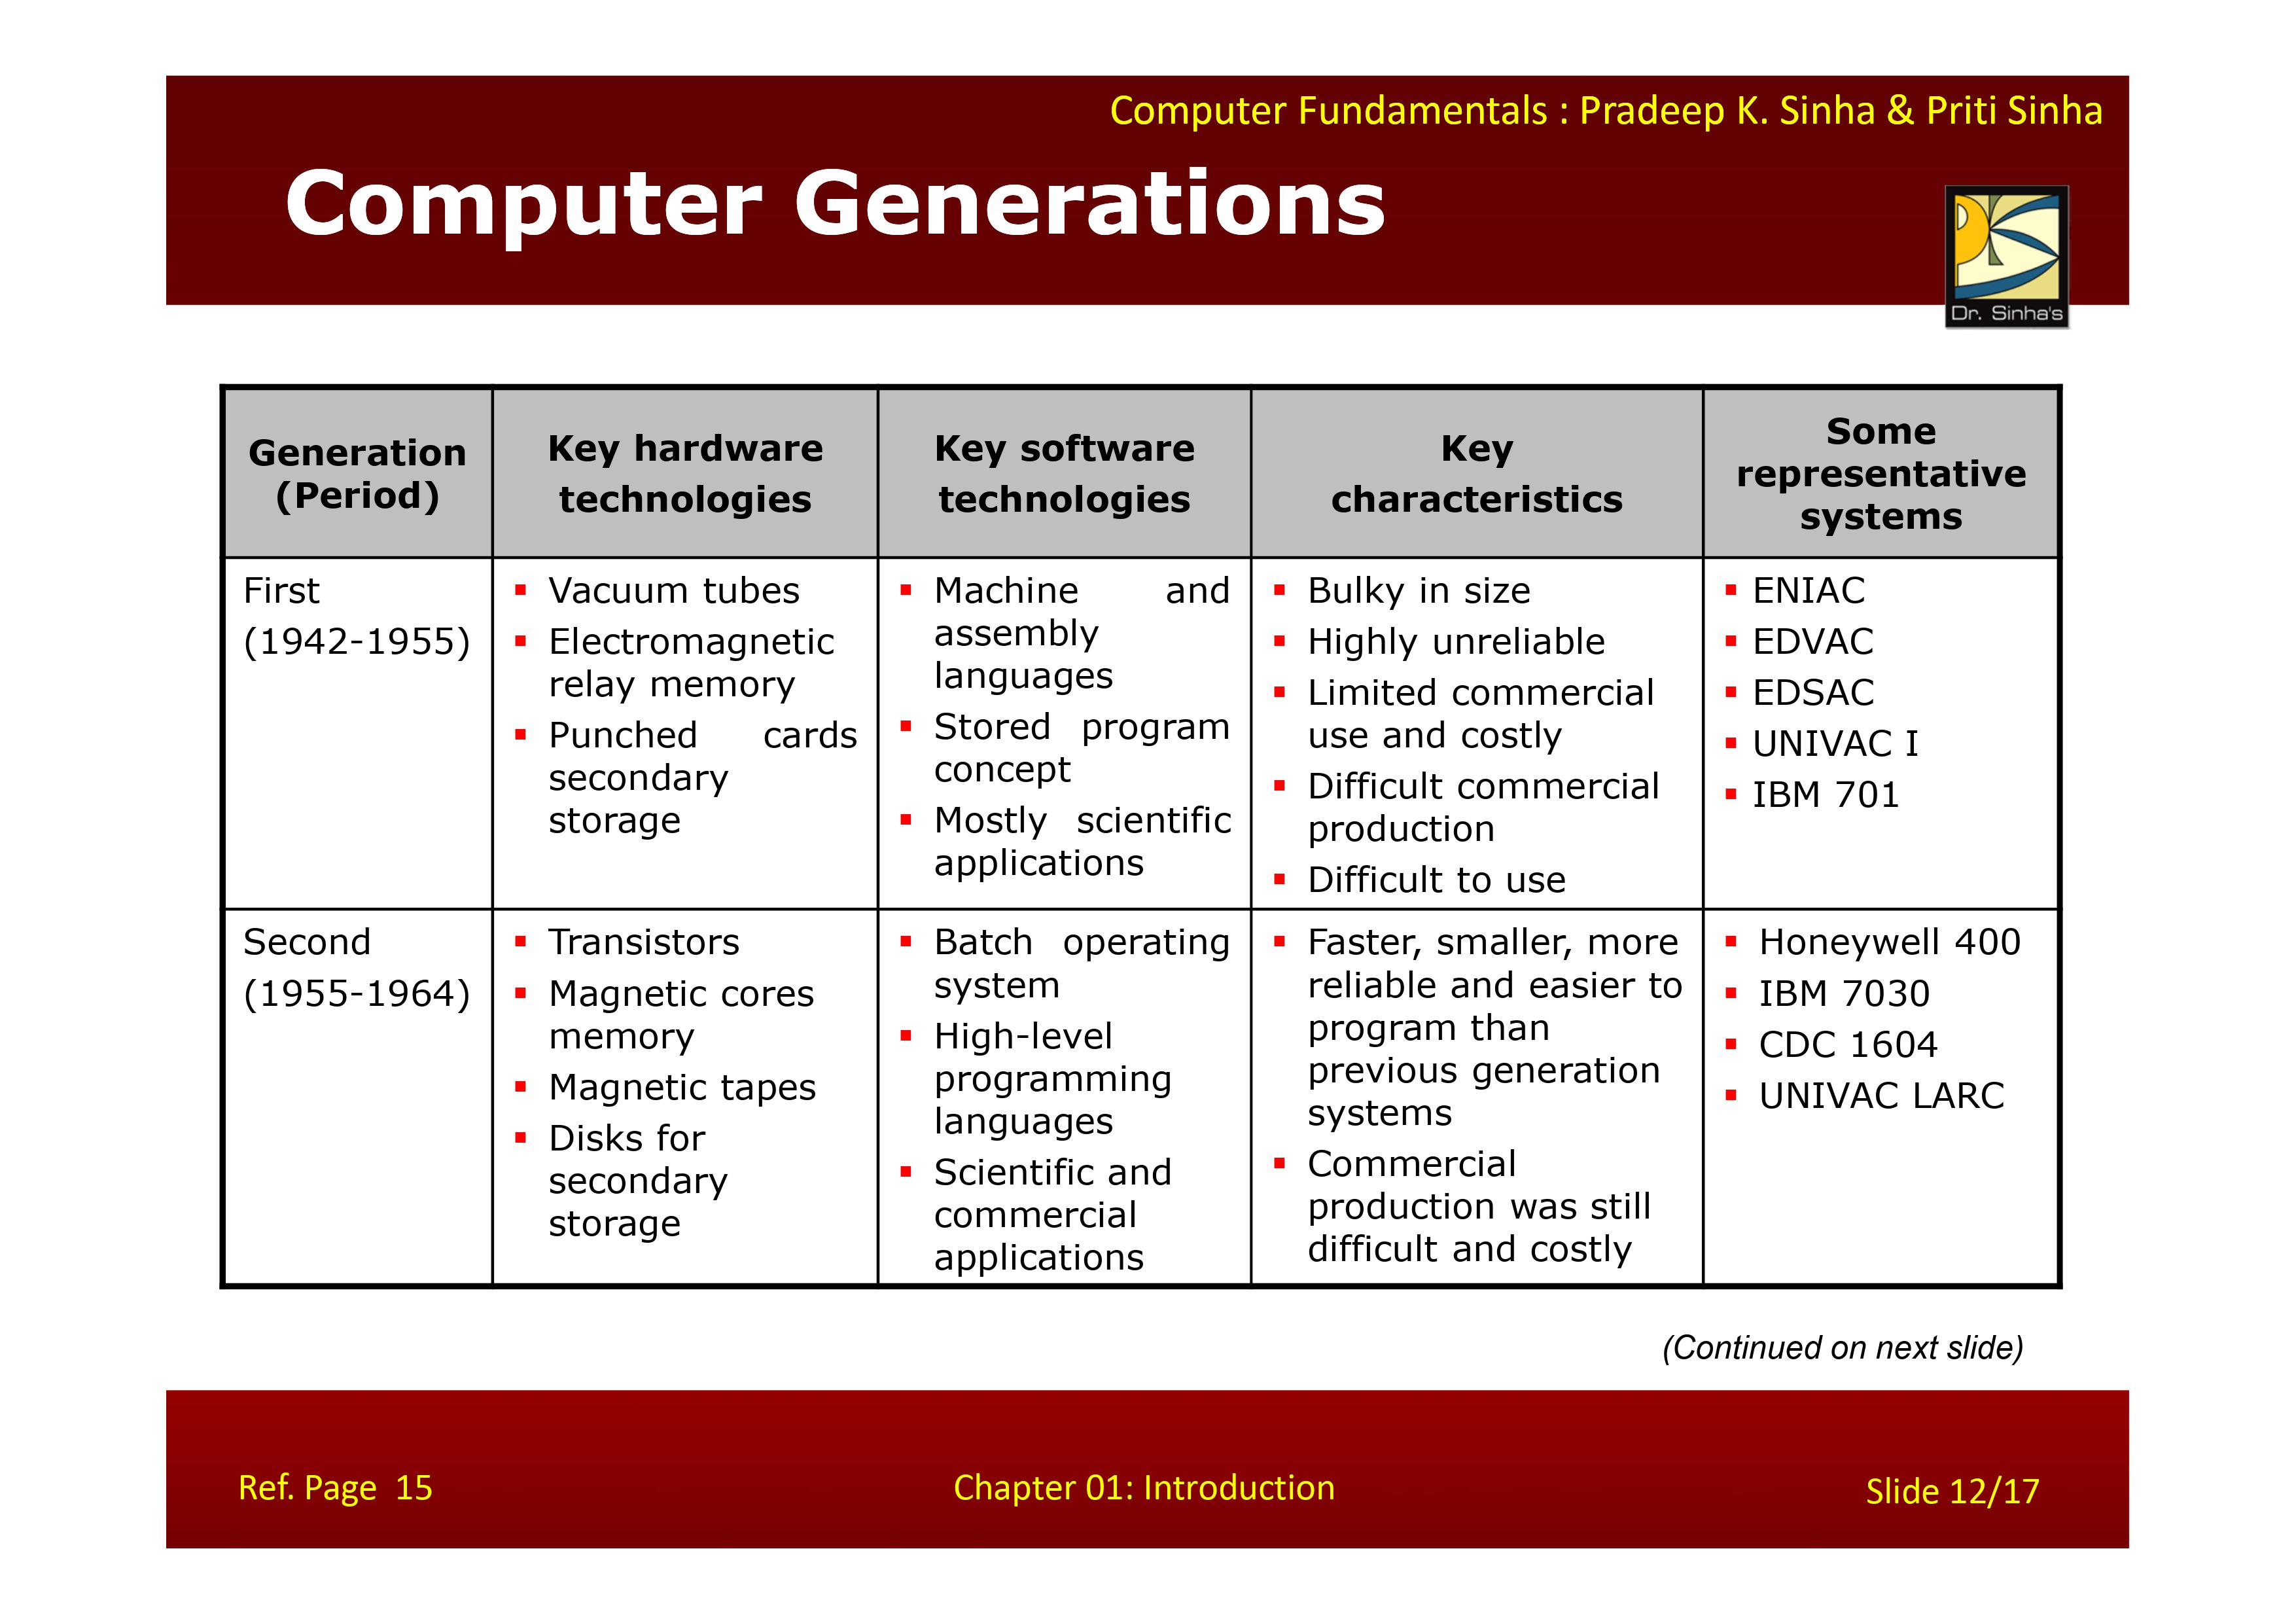 Computer Fundamentals : Pradeep K. Sinha & Priti Sinha
Computer Generations
Dr. Sinha's
Generation
(Period)
Key hardware
technologies
Key software
technologies
Key
characteristics
Some
representative
systems
First
(1942-1955)
▪ Vacuum tubes
▪ Electromagnetic
relay memory
▪ Punched cards
secondary
storage
▪ Machine and
assembly
languages
▪ Stored program
concept
▪ Mostly scientific
applications
▪ Bulky in size
▪ Highly unreliable
▪ Limited commercial
use and costly
▪ Difficult commercial
production
▪ Difficult to use
▪ ENIAC
▪ EDVAC
▪ EDSAC
▪ UNIVAC I
▪ IBM 701
Second
(1955-1964)
▪ Transistors
▪ Magnetic cores
memory
▪ Magnetic tapes
▪ Disks for
secondary
storage
▪ Batch operating
system
▪ High-level
programming
languages
▪ Scientific and
commercial
applications
▪ Faster, smaller, more
reliable and easier to
program than
previous generation
systems
▪ Commercial
production was still
difficult and costly
▪ Honeywell 400
▪ IBM 7030
▪ CDC 1604
▪ UNIVAC LARC
(Continued on next slide)
Ref. Page 15
Chapter 01: Introduction
Slide 12/17